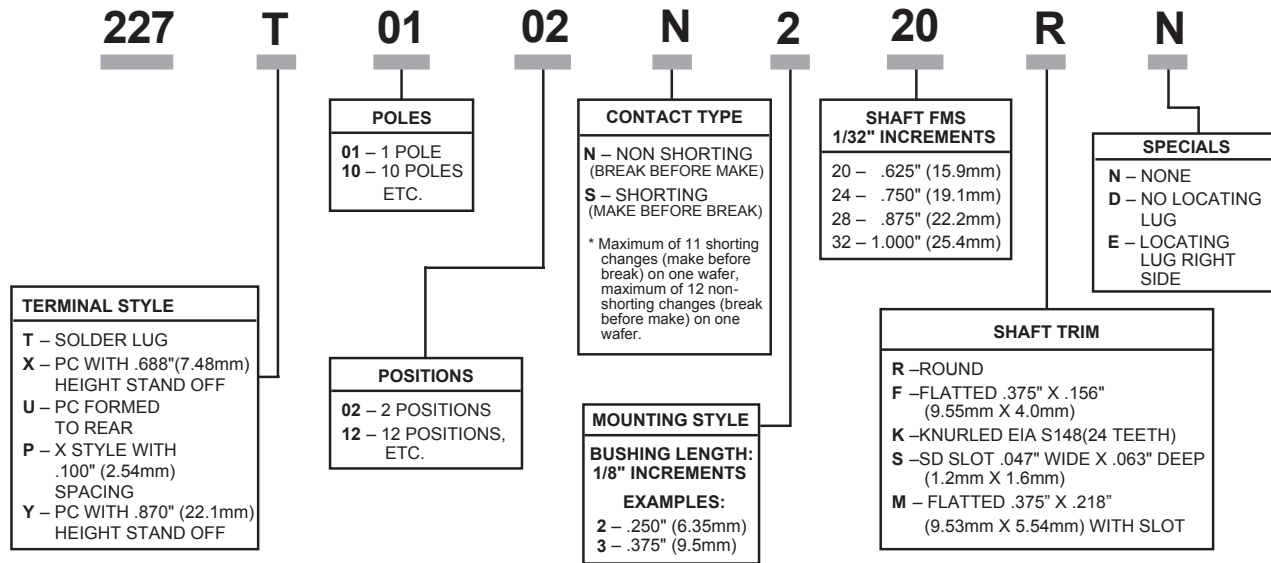 227 T 01 02 N 2 20 R N
POLES
01 – 1 POLE
10 – 10 POLES
ETC.
CONTACT TYPE
N – NON SHORTING
(BREAK BEFORE MAKE)
S – SHORTING
(MAKE BEFORE BREAK)
* Maximum of 11 shorting
changes (make before
break) on one wafer,
maximum of 12 non-
shorting changes (break
before make) on one
wafer.
SHAFT FMS
1/32" INCREMENTS
20 – .625" (15.9mm)
24 – .750" (19.1mm)
28 – .875" (22.2mm)
32 – 1.000" (25.4mm)
SPECIALS
N – NONE
D – NO LOCATING
LUG
E – LOCATING
LUG RIGHT
SIDE
TERMINAL STYLE
T – SOLDER LUG
X – PC WITH .688"(7.48mm)
HEIGHT STAND OFF
U – PC FORMED
TO REAR
P – X STYLE WITH
.100" (2.54mm)
SPACING
Y – PC WITH .870" (22.1mm)
HEIGHT STAND OFF
POSITIONS
02 – 2 POSITIONS
12 – 12 POSITIONS,
ETC.
MOUNTING STYLE
BUSHING LENGTH:
1/8" INCREMENTS
EXAMPLES:
2 – .250" (6.35mm)
3 – .375" (9.5mm)
SHAFT TRIM
R –ROUND
F –FLATTED .375" X .156"
(9.55mm X 4.0mm)
K –KNURLED EIA S148(24 TEETH)
S –SD SLOT .047" WIDE X .063" DEEP
(1.2mm X 1.6mm)
M – FLATTED .375” X .218”
(9.53mm X 5.54mm) WITH SLOT